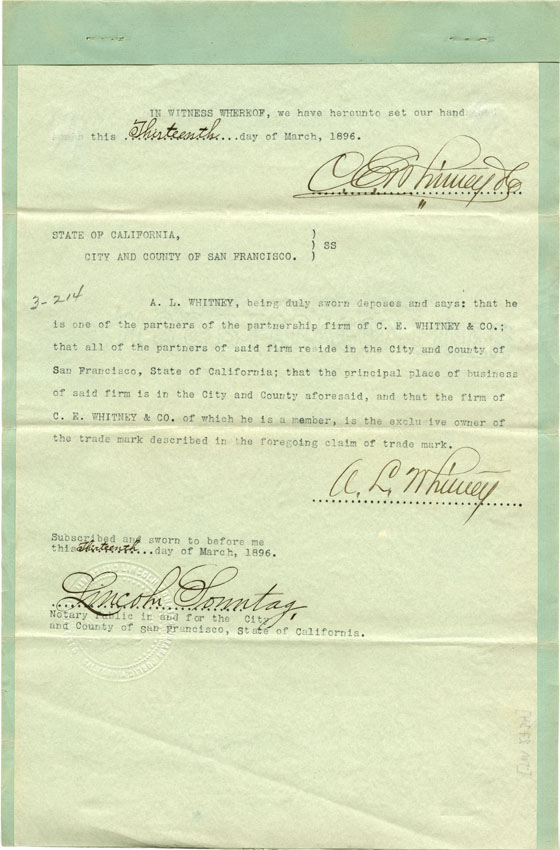 IN WITNESS WHEREOF, we have hereunto set our hand
this Thirteenth...day of March, 1896.
C. E. Whitney & Co
"
STATE OF CALIFORNIA, )
) SS
CITY AND COUNTY OF SAN FRANCISCO. )
3-214
A. L. WHITNEY, being duly sworn deposes and says: that he
is one of the partners of the partnership firm of C. E. WHITNEY & CO.;
that all of the partners of said firm reside in the City and County of
San Francisco, State of California; that the principal place of business
of said firm is in the City and County aforesaid, and that the firm of
C. E. WHITNEY & CO. of which he is a member, is the exclusive owner of
the trade mark described in the foregoing claim of trade mark.
A. L. Whitney
Subscribed and sworn to before me
this Thirteenth...day of March, 1896.
Lincoln Sonntag,
Notary Public in and for the City
and County of san Francisco, State of California.